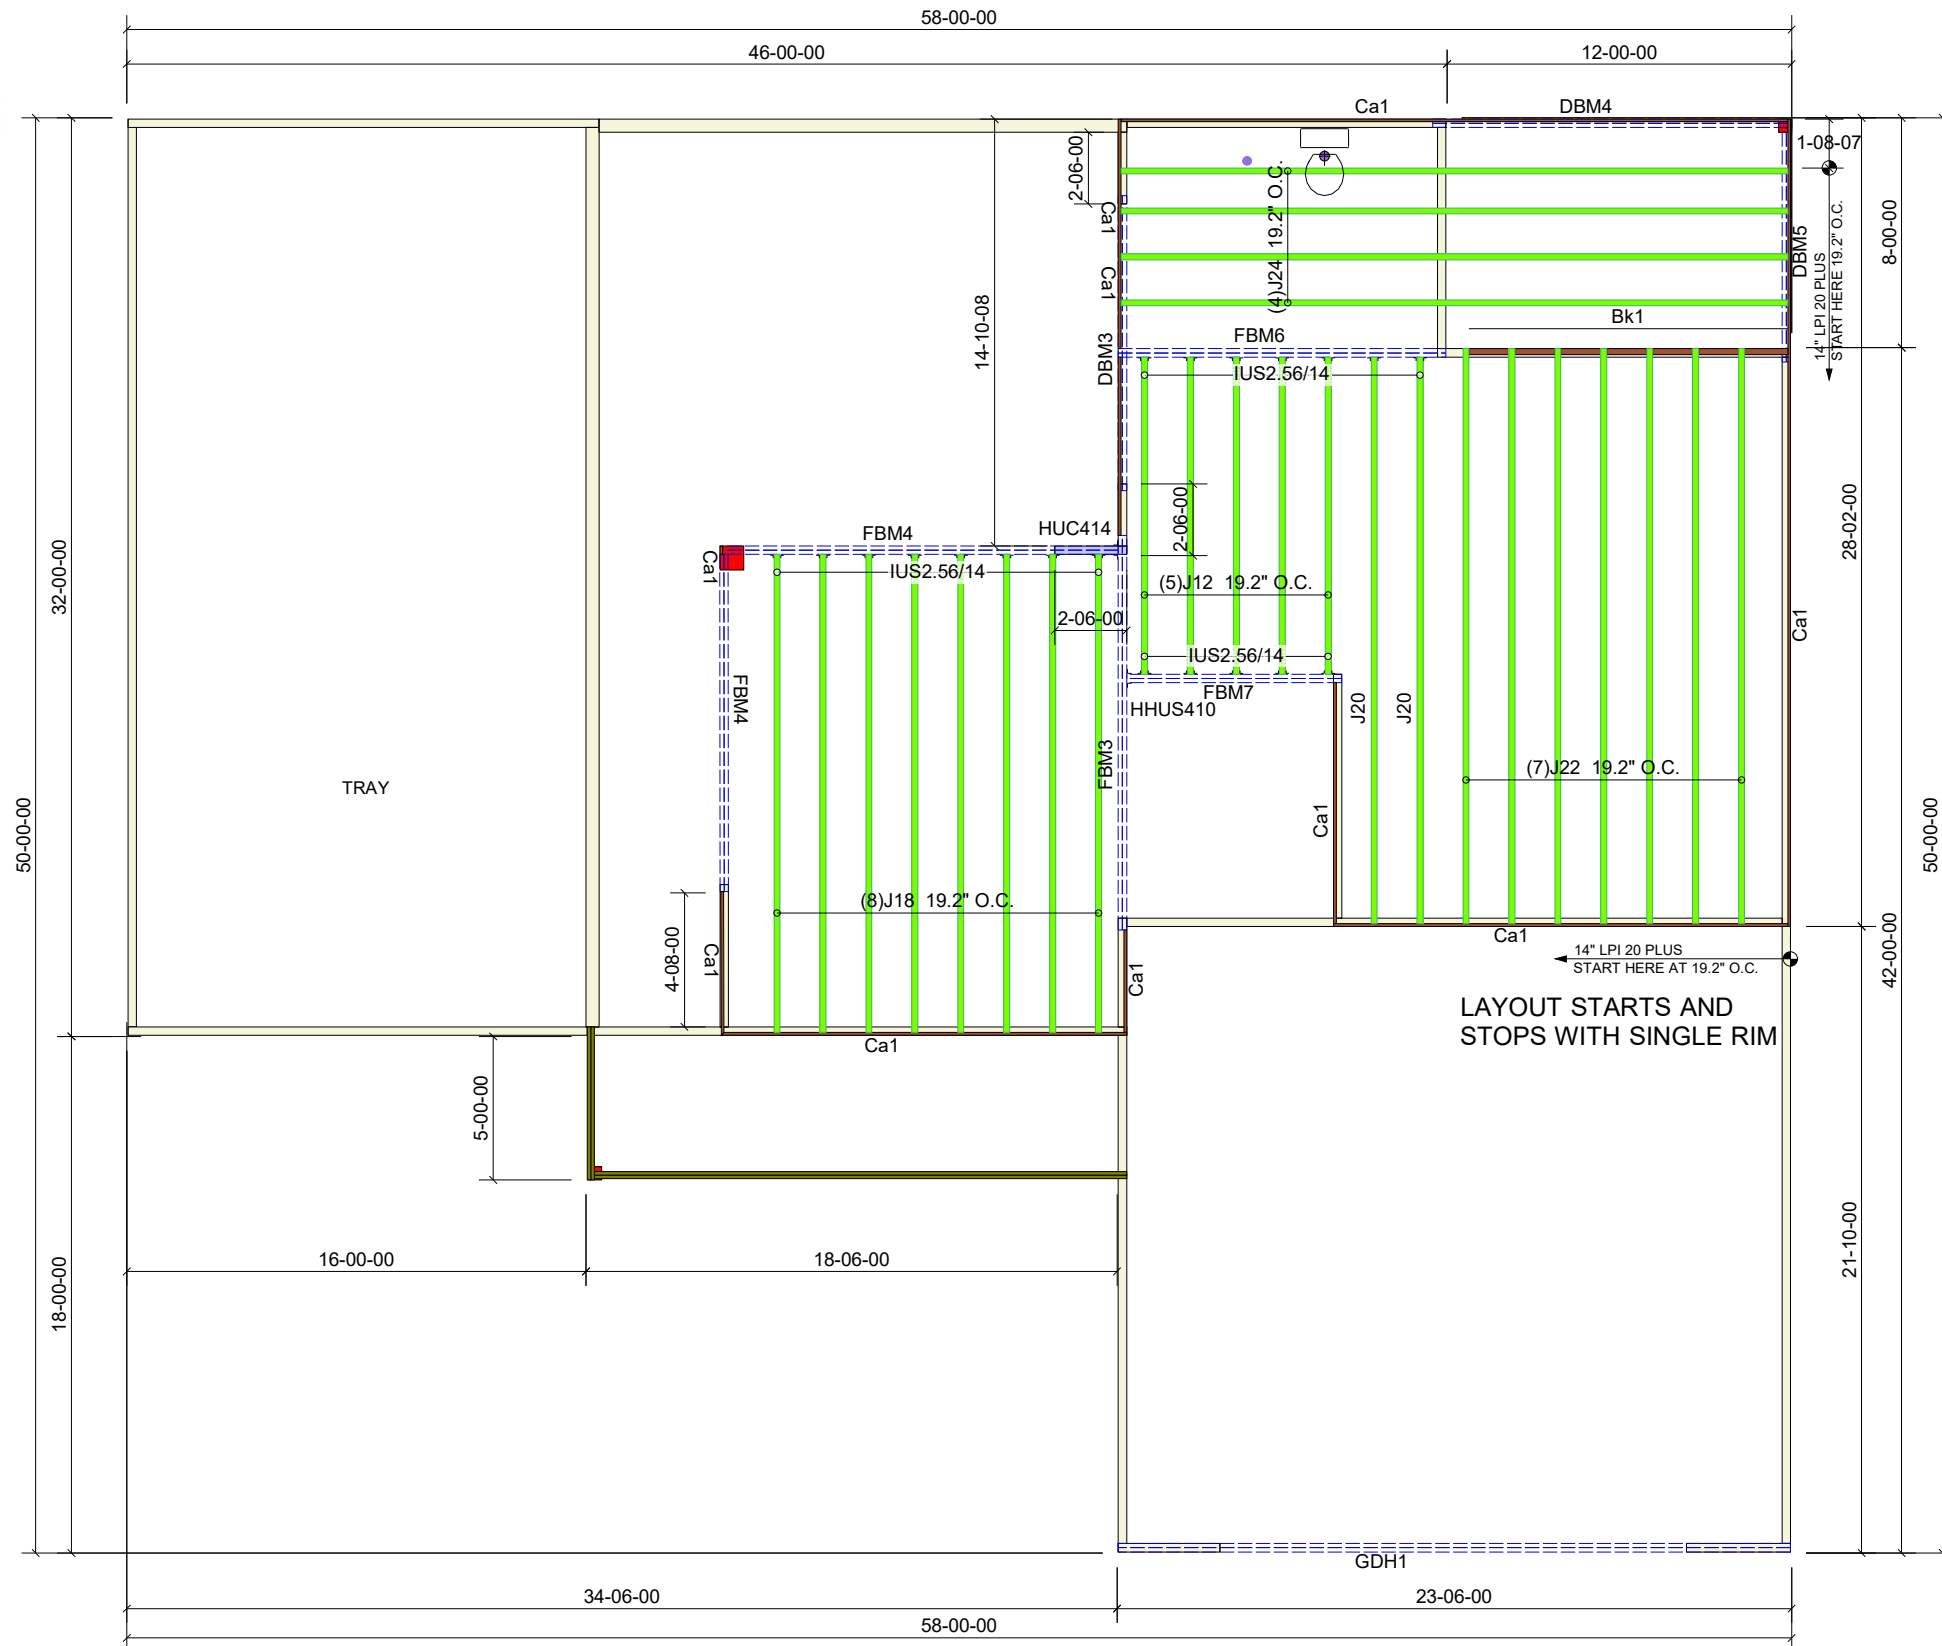 58-00-00
46-00-00
12-00-00
Ca1
DBM4
1-08-07
2-06-00
Ca1
Ca1
(4)J24 19.2" O.C.
DBM5
14" LPI 20 PLUS
START HERE 19.2" O.C.
8-00-00
Bk1
14-10-08
DBM3
FBM6
IUS2.56/14
2-06-00
28-02-00
32-00-00
FBM4
HUC414
Ca1
IUS2.56/14
(5)J12 19.2" O.C.
2-06-00
Ca1
IUS2.56/14
FBM7
HHUS410
FBM4
FBM3
J20
J20
(7)J22 19.2" O.C.
TRAY
Ca1
50-00-00
50-00-00
(8)J18 19.2" O.C.
4-08-00
Ca1
Ca1
Ca1
42-00-00
14" LPI 20 PLUS
START HERE AT 19.2" O.C.
LAYOUT STARTS AND
STOPS WITH SINGLE RIM
Ca1
5-00-00
16-00-00
18-06-00
21-10-00
18-00-00
GDH1
34-06-00
23-06-00
58-00-00